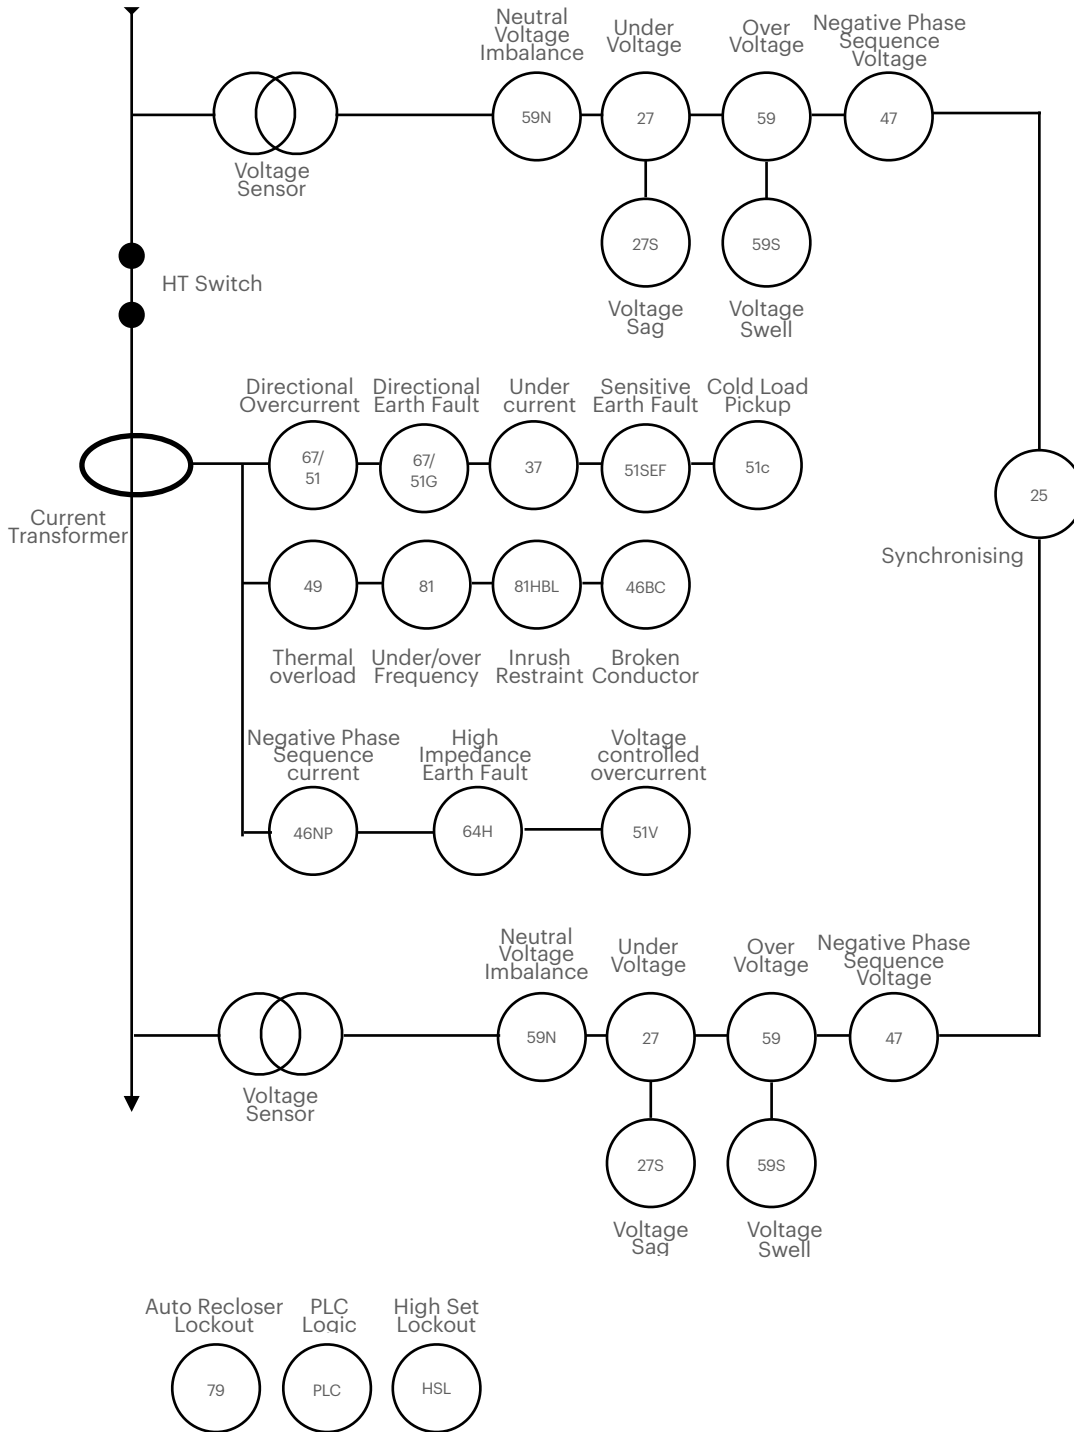 Neutral
Voltage
Imbalance
Under
Voltage
Over
Voltage
Negative Phase
Sequence
Voltage
59N
27
59
47
Voltage
Sensor
27S
59S
HT Switch
Voltage
Sag
Voltage
Swell
Directional
Overcurrent
Directional
Earth Fault
Under
current
Sensitive
Earth Fault
Cold Load
Pickup
67/
51
67/
51G
37
51SEF
51c
25
Current
Transformer
Synchronising
49
81
81HBL
46BC
Thermal
overload
Under/over
Frequency
Inrush
Restraint
Broken
Conductor
Negative Phase
Sequence
current
High
Impedance
Earth Fault
Voltage
controlled
overcurrent
46NP
64H
51V
Neutral
Voltage
Imbalance
Under
Voltage
Over
Voltage
Negative Phase
Sequence
Voltage
59N
27
59
47
Voltage
Sensor
27S
59S
Voltage
Sag
Voltage
Swell
Auto Recloser
Lockout
PLC
Logic
High Set
Lockout
79
PLC
HSL